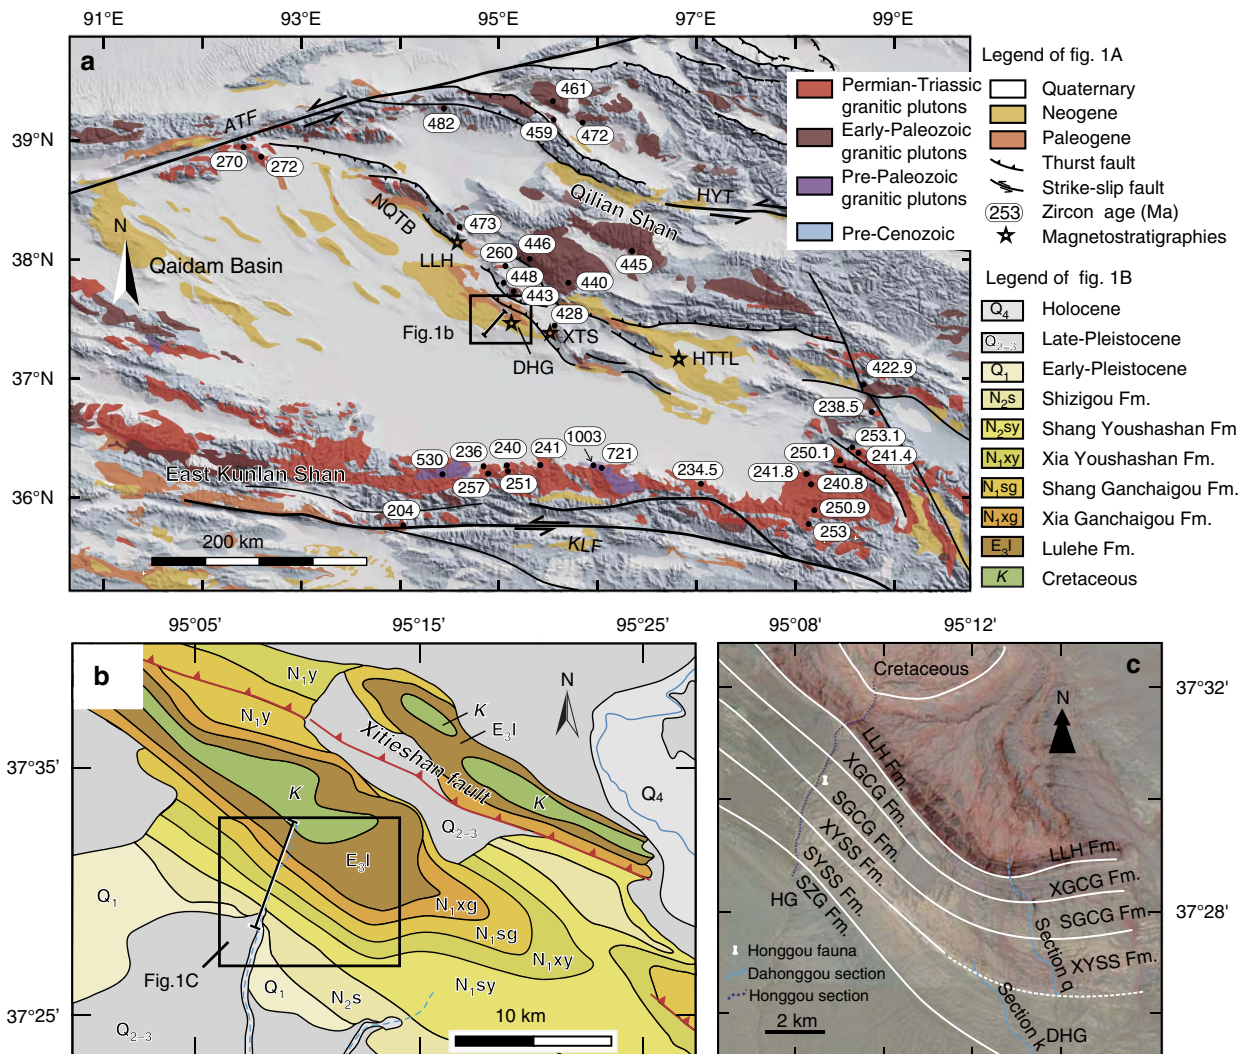 91°E
93°E
95°E
97°E
99°E
a
39°N
38°N
37°N
36°N
ATF
461
482
459
472
270
272
Qilian Shan
HYT
NQTB
N
473
LLH
446
260
445
448
440
443
428
Qaidam Basin
Fig.1b
XTS
DHG
HTTL
422.9
238.5
253.1
1003
236
240
241
721
250.1
241.4
530
234.5
241.8
East Kunlan Shan
257
251
240.8
204
250.9
253
KLF
200 km
Permian-Triassic
granitic plutons
Early-Paleozoic
granitic plutons
Pre-Paleozoic
granitic plutons
Pre-Cenozoic
Legend of fig. 1A
Quaternary
Neogene
Paleogene
Thurst fault
Strike-slip fault
253 Zircon age (Ma)
Magnetostratigraphies
Legend of fig. 1B
Q4 Holocene
Q2-3 Late-Pleistocene
Q1 Early-Pleistocene
N2s Shizigou Fm.
N2sy Shang Youshashan Fm
N1xy Xia Youshashan Fm.
N1sg Shang Ganchaigou Fm.
N1xg Xia Ganchaigou Fm.
E3l Lulehe Fm.
K Cretaceous
95°05'
95°15'
95°25'
b
37°35'
37°25'
N1y
N
N1y
K
E3l
Xitieshan fault
K
K
Q4
Q2-3
E3l
Q1
N1xg
N1sg
N1xy
Fig.1C
Q1
N2s
N1sy
Q2-3
10 km
95°08'
95°12'
c
Cretaceous
37°32'
N
LLH Fm.
XGCG Fm.
SGCG Fm.
XYSS Fm.
SYSS Fm.
SZG Fm.
LLH Fm.
XGCG Fm.
SGCG Fm.
XYSS Fm.
37°28'
HG
Section q
Section k
Honggou fauna
Dahonggou section
Honggou section
2 km
DHG